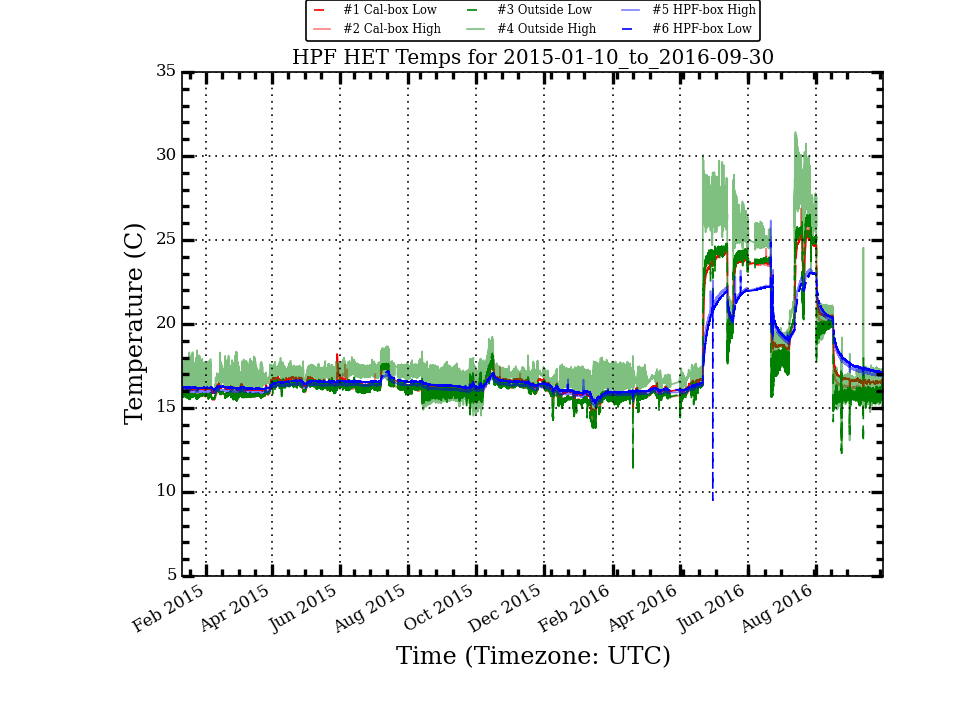 #1 Cal-box Low #3 Outside Low #5 HPF-box High
#2 Cal-box High #4 Outside High #6 HPF-box Low
HPF HET Temps for 2015-01-10_to_2016-09-30
35
30
25
20
15
10
5
Temperature (C)
Feb 2015 Apr 2015 Jun 2015 Aug 2015 Oct 2015 Dec 2015 Feb 2016 Apr 2016 Jun 2016 Aug 2016
Time (Timezone: UTC)